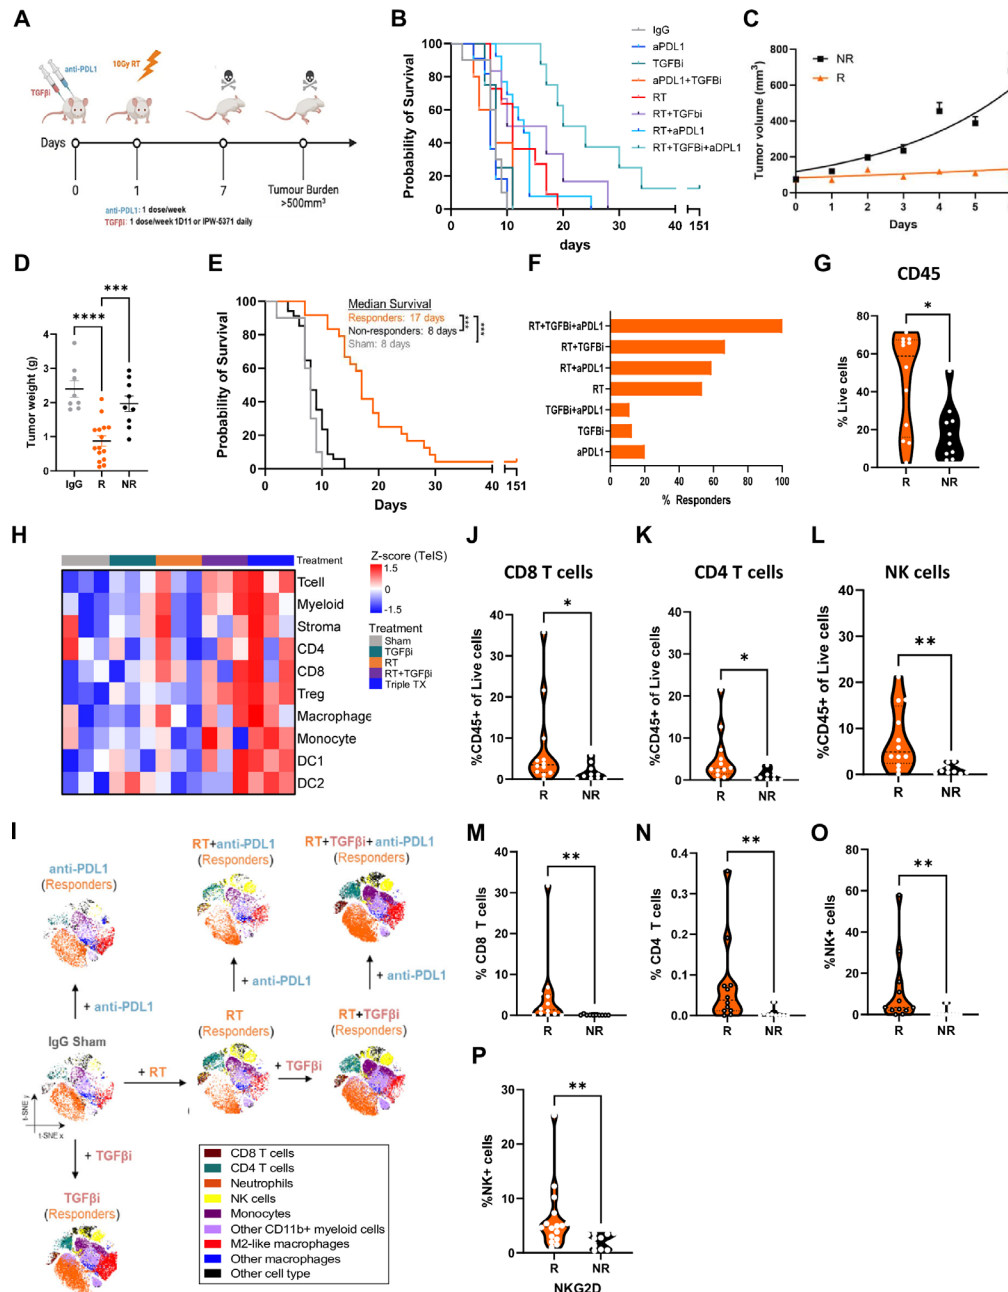 A
anti-PDL1
TGFβi
10Gy RT
Days
0
1
7
Tumour Burden
>500mm³
anti-PDL1: 1 dose/week
TGFβi: 1 dose/week 1D11 or IPW-5371 daily
B
Probability of Survival
100
80
60
40
20
0
0 10 20 30 40 151
days
IgG
aPDL1
TGFBi
aPDL1+TGFBi
RT
RT+TGFbi
RT+aPDL1
RT+TGFBi+aDPL1
C
Tumor volume (mm³)
800
600
400
200
0
0 1 2 3 4 5
Days
NR
R
D
Tumor weight (g)
4
3
2
1
0
**** ***
IgG R NR
E
Probability of Survival
100
80
60
40
20
0
0 10 20 30 40 151
Days
Median Survival
Responders: 17 days
Non-responders: 8 days
Sham: 8 days
***
***
F
RT+TGFBi+aPDL1
RT+TGFBi
RT+aPDL1
RT
TGFBi+aPDL1
TGFBi
aPDL1
0 20 40 60 80 100
% Responders
G
CD45
% Live cells
80
60
40
20
0
*
R NR
H
Treatment
Tcell
Myeloid
Stroma
CD4
CD8
Treg
Macrophage
Monocyte
DC1
DC2
Z-score (TelS)
1.5
0
-1.5
Treatment
Sham
TGFβi
RT
RT+TGFβi
Triple TX
J
CD8 T cells
%CD45+ of Live cells
40
30
20
10
0
*
R NR
K
CD4 T cells
%CD45+ of Live cells
40
30
20
10
0
*
R NR
L
NK cells
%CD45+ of Live cells
40
30
20
10
0
**
R NR
I
anti-PDL1
(Responders)
RT+anti-PDL1
(Responders)
RT+TGFβi+anti-PDL1
(Responders)
+ anti-PDL1
+ anti-PDL1
+ anti-PDL1
IgG Sham
+ RT
RT
(Responders)
+ TGFβi
RT+TGFβi
(Responders)
t-SNE y
t-SNE x
+ TGFβi
TGFβi
(Responders)
CD8 T cells
CD4 T cells
Neutrophils
NK cells
Monocytes
Other CD11b+ myeloid cells
M2-like macrophages
Other macrophages
Other cell type
M
% CD8 T cells
40
30
20
10
0
**
R NR
N
% CD4 T cells
0.4
0.3
0.2
0.1
0.0
**
R NR
O
%NK+ cells
80
60
40
20
0
**
R NR
P
%NK+ cells
30
20
10
5
0
**
R NR
NKG2D